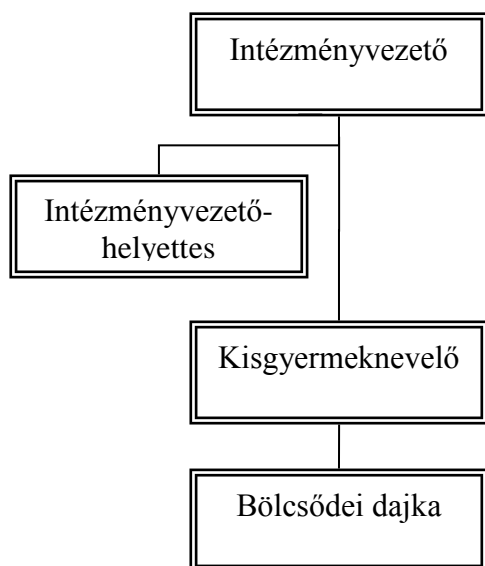 Intézményvezető
Intézményvezető-
helyettes
Kisgyermeknevelő
Bölcsődei dajka